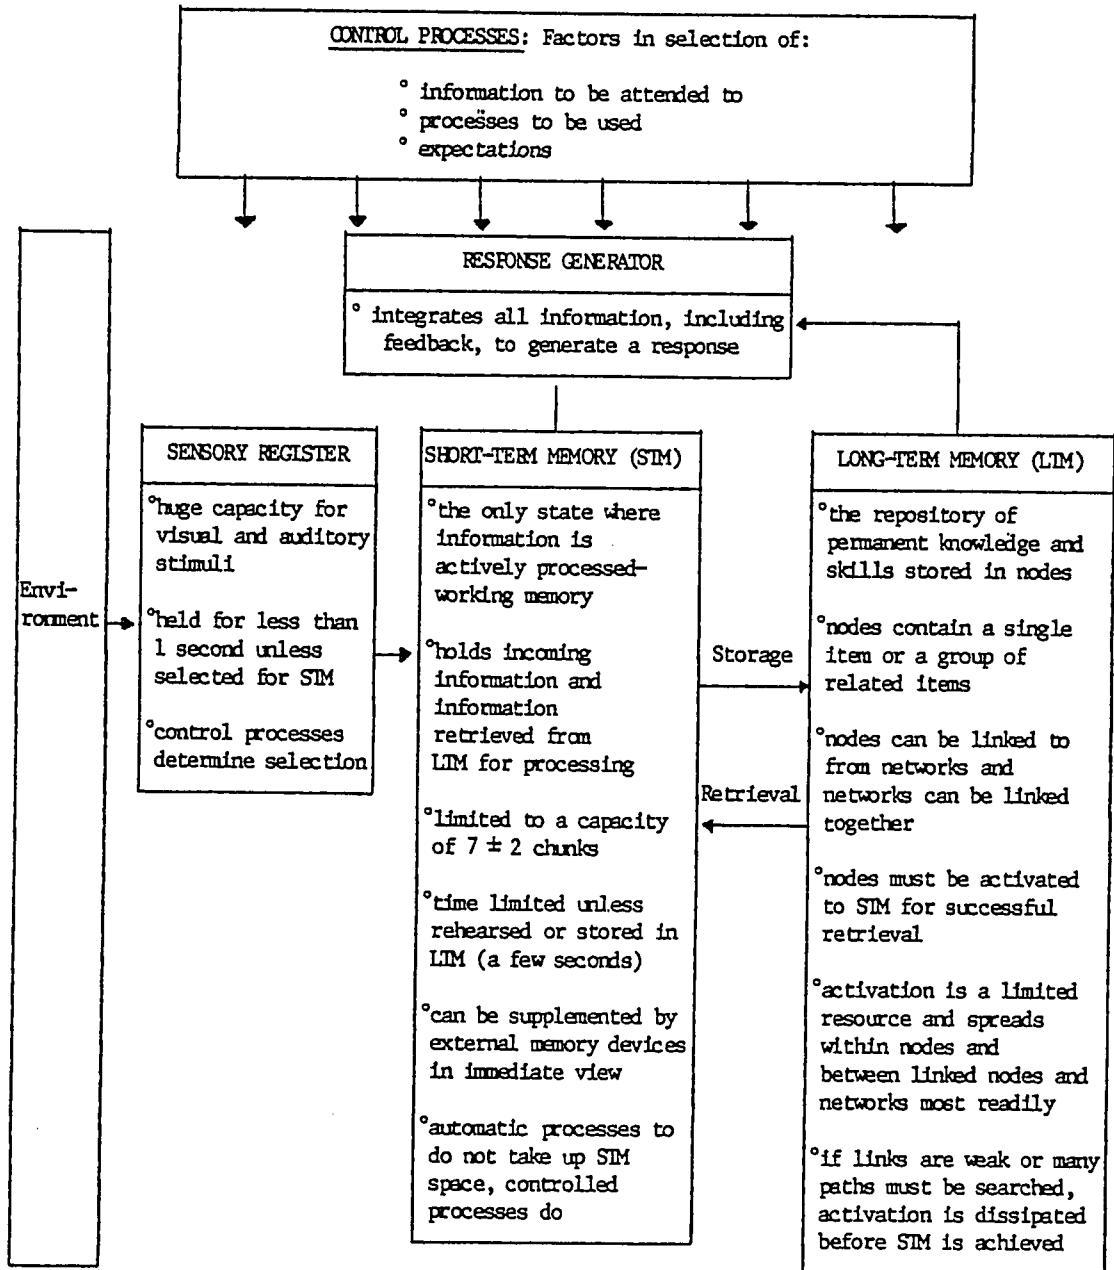 CONTROL PROCESSES: Factors in selection of:
° information to be attended to
° processes to be used
° expectations
RESPONSE GENERATOR
° integrates all information, including
feedback, to generate a response
Envi-
ronment
SENSORY REGISTER
°huge capacity for
visual and auditory
stimuli
°held for less than
1 second unless
selected for STM
°control processes
determine selection
SHORT-TERM MEMORY (STM)
°the only state where
information is
actively processed-
working memory
°holds incoming
information and
information
retrieved from
LTM for processing
°limited to a capacity
of 7 ± 2 chunks
°time limited unless
rehearsed or stored in
LTM (a few seconds)
°can be supplemented by
external memory devices
in immediate view
°automatic processes to
do not take up STM
space, controlled
processes do
Storage
Retrieval
LONG-TERM MEMORY (LTM)
°the repository of
permanent knowledge and
skills stored in nodes
°nodes contain a single
item or a group of
related items
°nodes can be linked to
from networks and
networks can be linked
together
°nodes must be activated
to STM for successful
retrieval
°activation is a limited
resource and spreads
within nodes and
between linked nodes and
networks most readily
°if links are weak or many
paths must be searched,
activation is dissipated
before STM is achieved